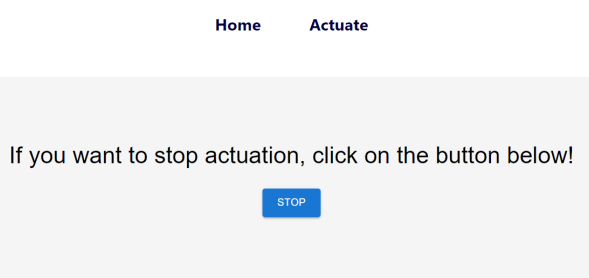 Home Actuate
If you want to stop actuation, click on the button below!
STOP